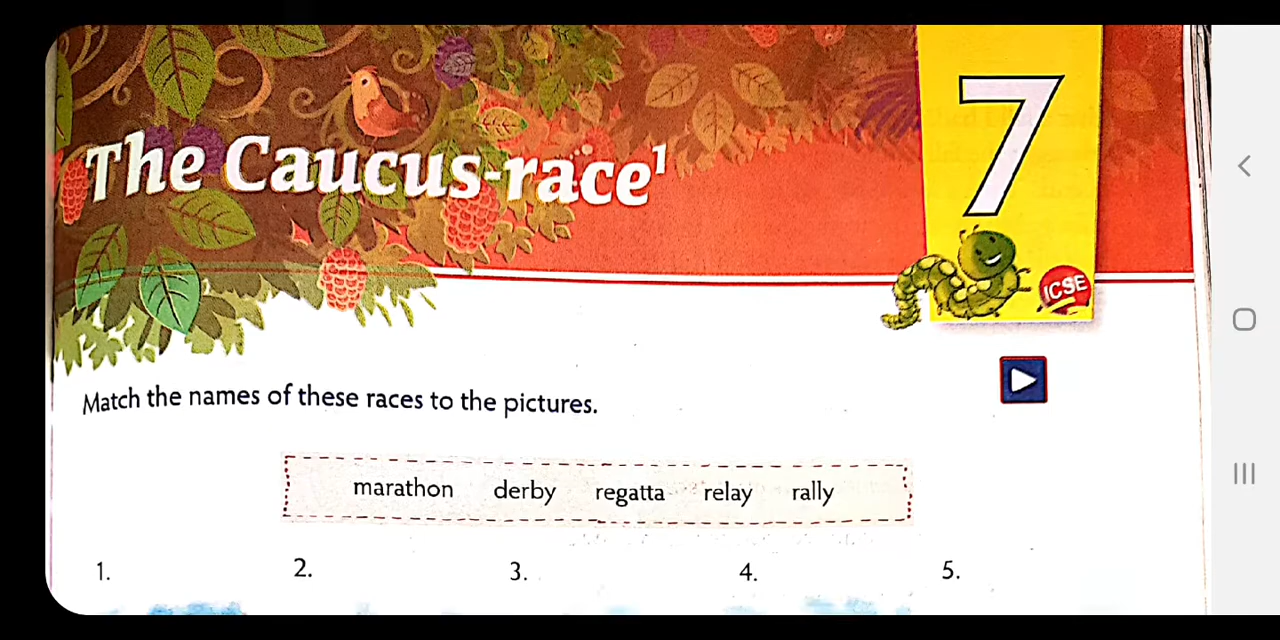 The Caucus-race¹
7
ICSE
Match the names of these races to the pictures.
marathon derby regatta relay rally
1. 2. 3. 4. 5.